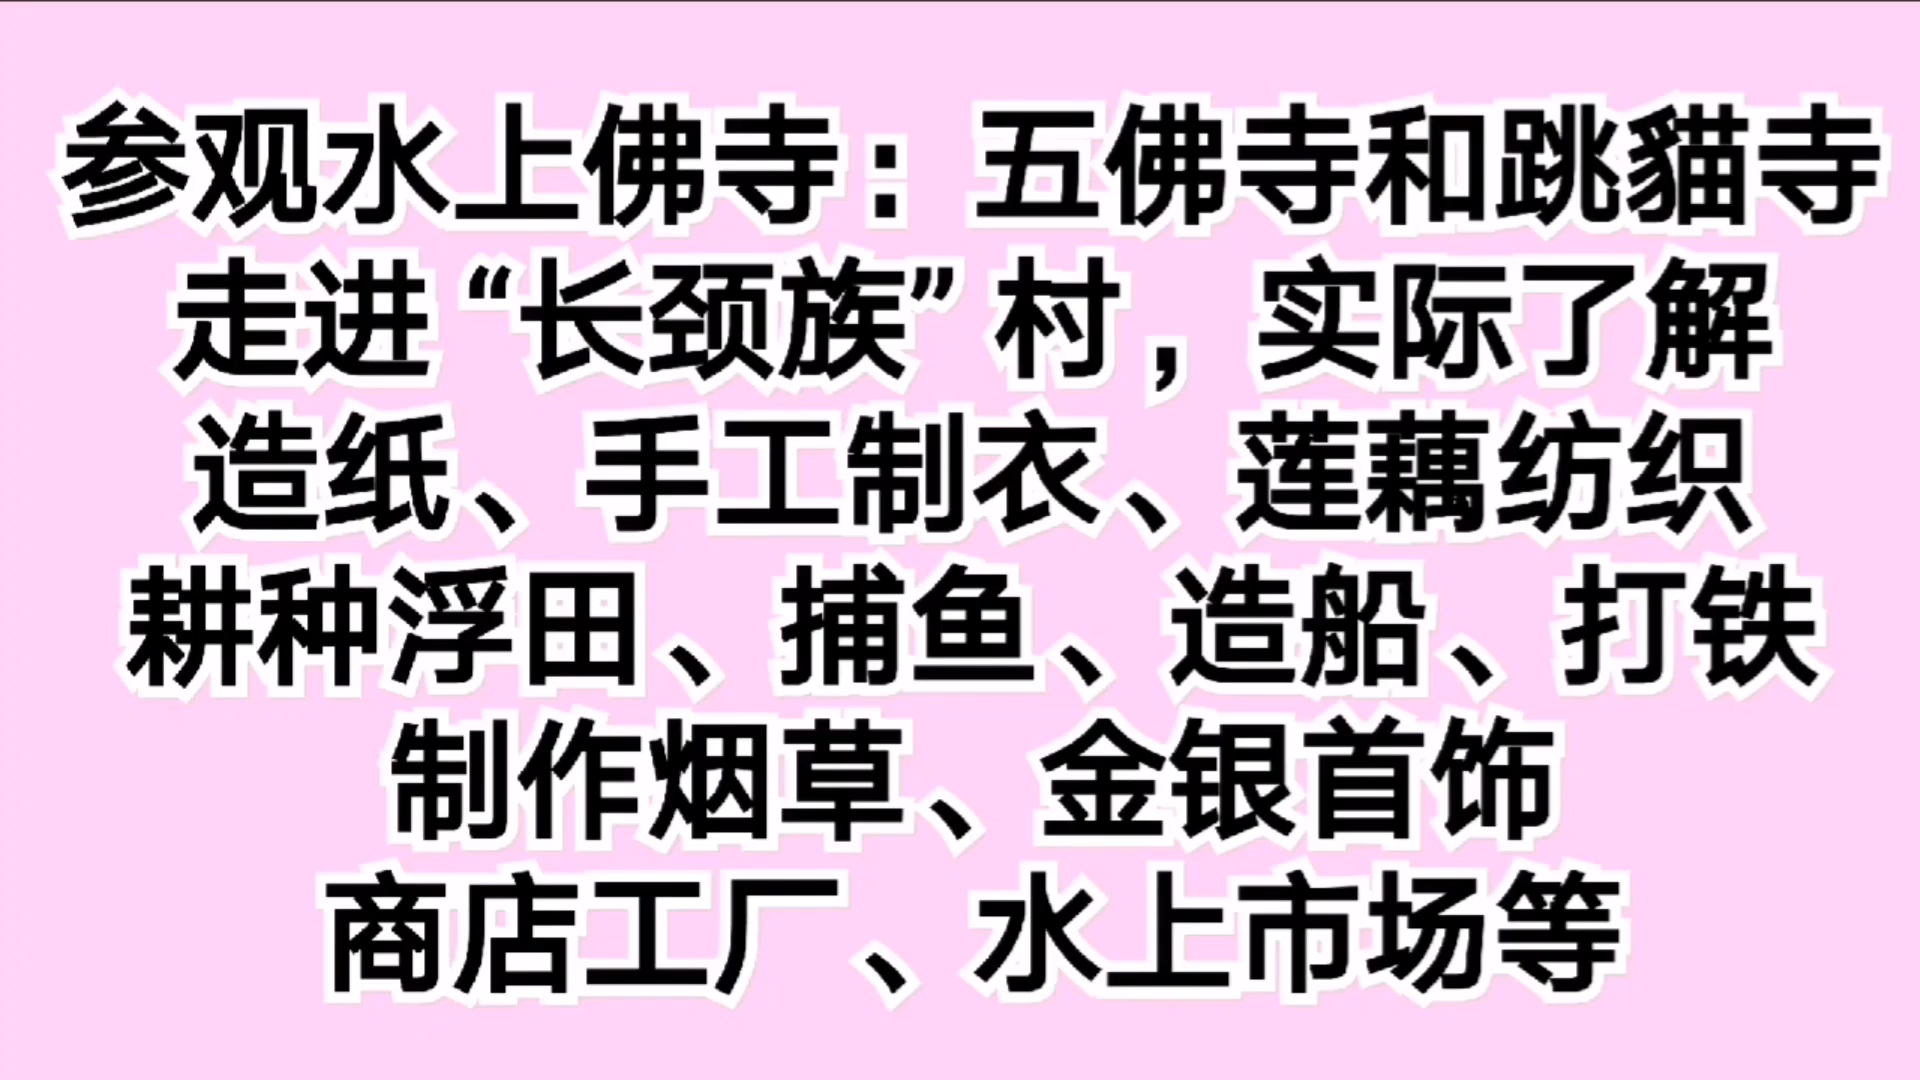 参观水上佛寺：五佛寺和跳貓寺
走进“长颈族”村，实际了解
造纸、手工制衣、莲藕纺织
耕种浮田、捕鱼、造船、打铁
制作烟草、金银首饰
商店工厂、水上市场等